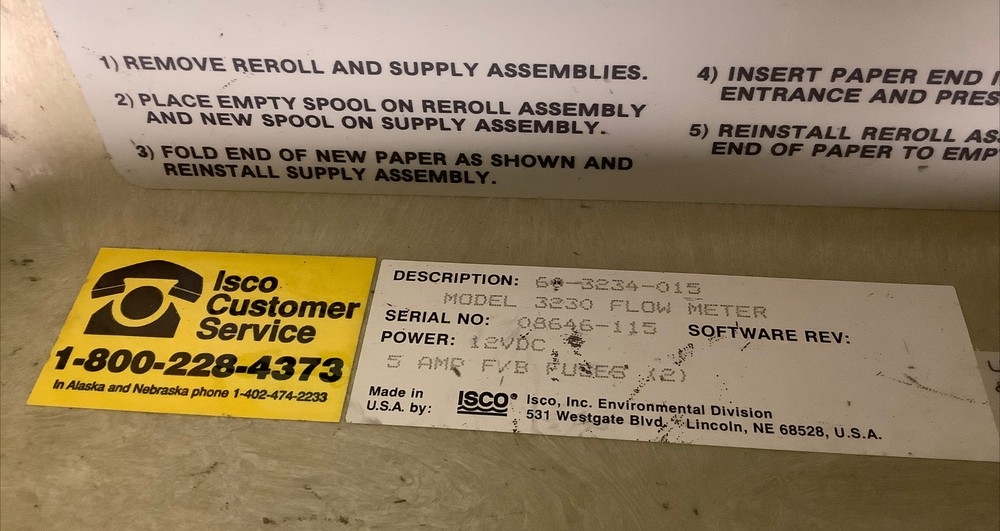 1) REMOVE REROLL AND SUPPLY ASSEMBLIES.
2) PLACE EMPTY SPOOL ON REROLL ASSEMBLY
AND NEW SPOOL ON SUPPLY ASSEMBLY.
3) FOLD END OF NEW PAPER AS SHOWN AND
REINSTALL SUPPLY ASSEMBLY.
4) INSERT PAPER END
ENTRANCE AND PRES
5) REINSTALL REROLL AS
END OF PAPER TO EMP
Isco
Customer
Service
1-800-228-4373
In Alaska and Nebraska phone 1-402-474-2233
DESCRIPTION: 60-3234-015
MODEL 3230 FLOW METER
SERIAL NO: 08646-115 SOFTWARE REV:
POWER: 12VDC
5 AMP F/B FUSES (2)
Made in
U.S.A. by:
ISCO®
Isco, Inc. Environmental Division
531 Westgate Blvd. Lincoln, NE 68528, U.S.A.